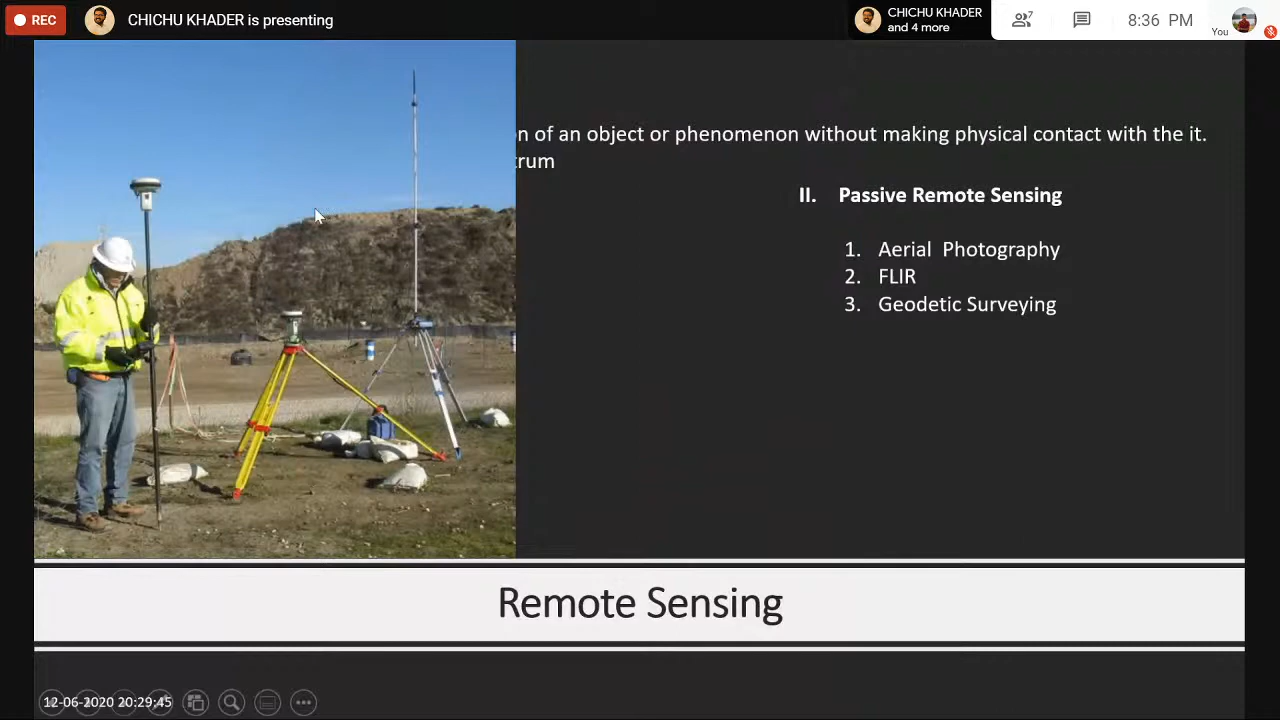 REC
CHICHU KHADER is presenting
CHICHU KHADER
and 4 more
7
8:36 PM
You
n of an object or phenomenon without making physical contact with the it.
trum
II. Passive Remote Sensing
1. Aerial Photography
2. FLIR
3. Geodetic Surveying
Remote Sensing
12-06-2020 20:29:45